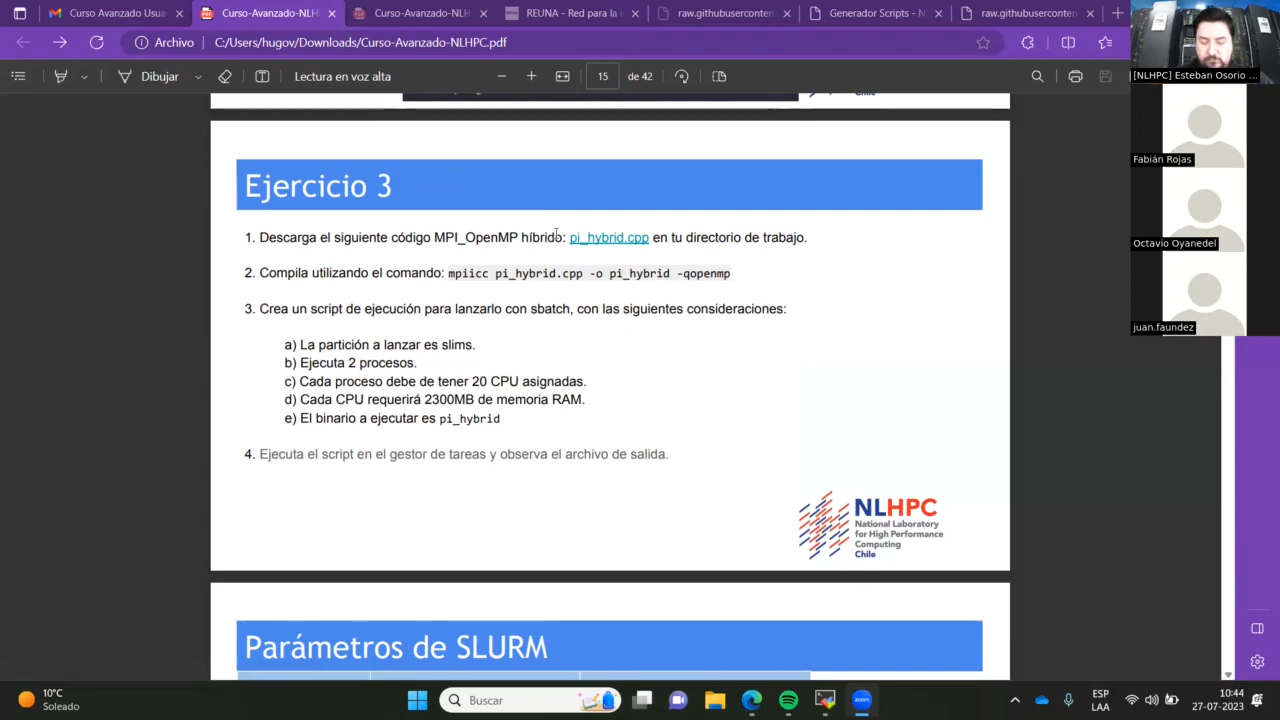 Curso Avanzado Usua
Curso-Avanzado-NLH
Curso-Avanzado-NLH
REUNA - Red para la i
raw.githubuserconten
Generador Scripts - N
raw.githubuserconten
Archivo
C:/Users/hugov/Downloads/Curso-Avanzado-NLHPC.pdf
Dibujar
Lectura en voz alta
15
de 42
[NLHPC] Esteban Osorio ...
Fabián Rojas
Octavio Oyanedel
juan.faundez
Ejercicio 3
1. Descarga el siguiente código MPI_OpenMP híbrido: pi_hybrid.cpp en tu directorio de trabajo.
2. Compila utilizando el comando: mpiicc pi_hybrid.cpp -o pi_hybrid -qopenmp
3. Crea un script de ejecución para lanzarlo con sbatch, con las siguientes consideraciones:
a) La partición a lanzar es slims.
b) Ejecuta 2 procesos.
c) Cada proceso debe de tener 20 CPU asignadas.
d) Cada CPU requerirá 2300MB de memoria RAM.
e) El binario a ejecutar es pi_hybrid
4. Ejecuta el script en el gestor de tareas y observa el archivo de salida.
NLHPC
National Laboratory
for High Performance
Computing
Chile
Parámetros de SLURM
10°C
Soleado
Buscar
zoom
ESP
LAA
10:44
27-07-2023